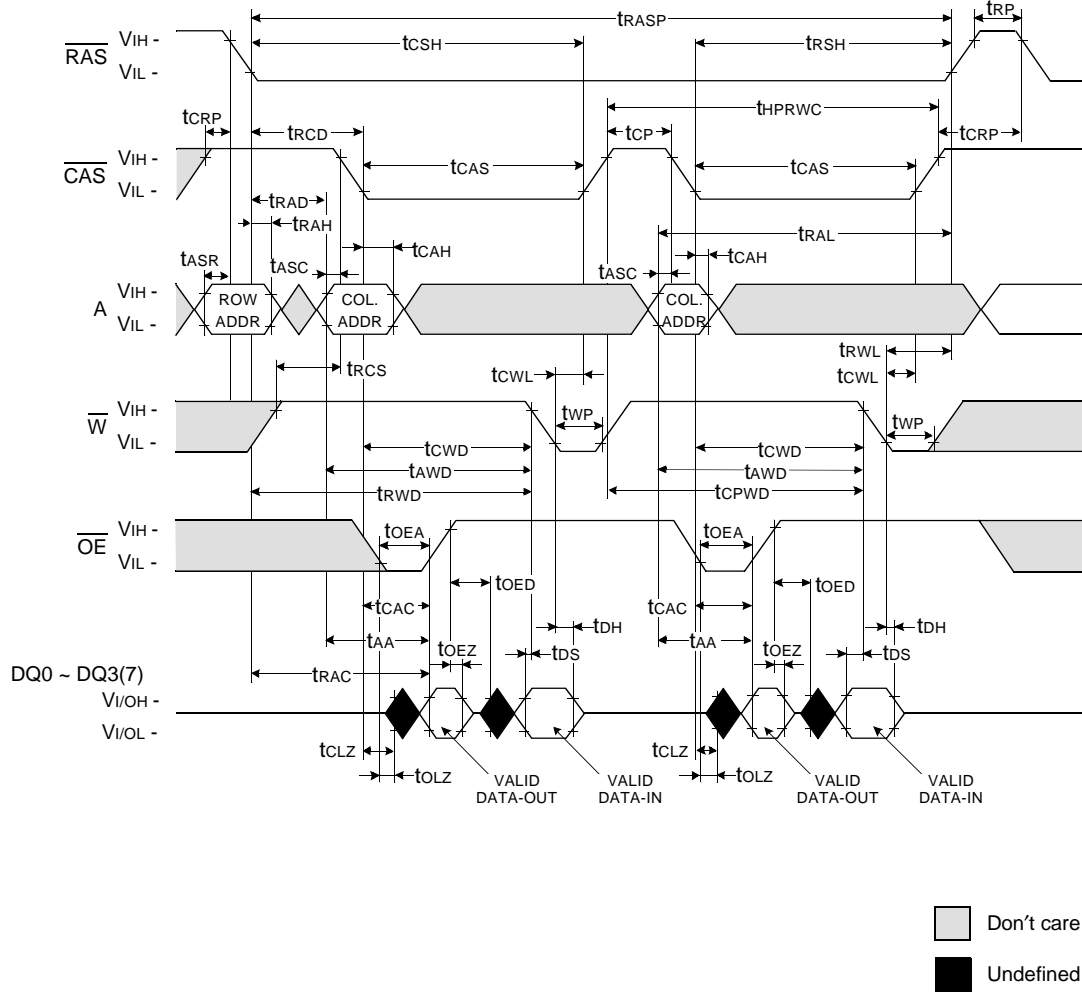 tRASP
tRP
RAS
VIH -
VIL -
tCSH
tRSH
tHPRWC
tCRP
tRCD
tCP
tCRP
CAS
VIH -
VIL -
tCAS
tCAS
tRAD
tRAH
tRAL
tASR
tASC
tCAH
tASC
tCAH
A
VIH -
VIL -
ROW
ADDR
COL.
ADDR
COL.
ADDR
tRCS
tCWL
tRWL
tCWL
W
VIH -
VIL -
tWP
tWP
tCWD
tCWD
tAWD
tAWD
tRWD
tCPWD
OE
VIH -
VIL -
tOEA
tOEA
tOED
tOED
tCAC
tCAC
tDH
tDH
tAA
tOEZ
tDS
tAA
tOEZ
tDS
tRAC
DQ0 ~ DQ3(7)
VI/OH -
VI/OL -
tCLZ
tCLZ
tOLZ
tOLZ
VALID
DATA-OUT
VALID
DATA-IN
VALID
DATA-OUT
VALID
DATA-IN
Don't care
Undefined